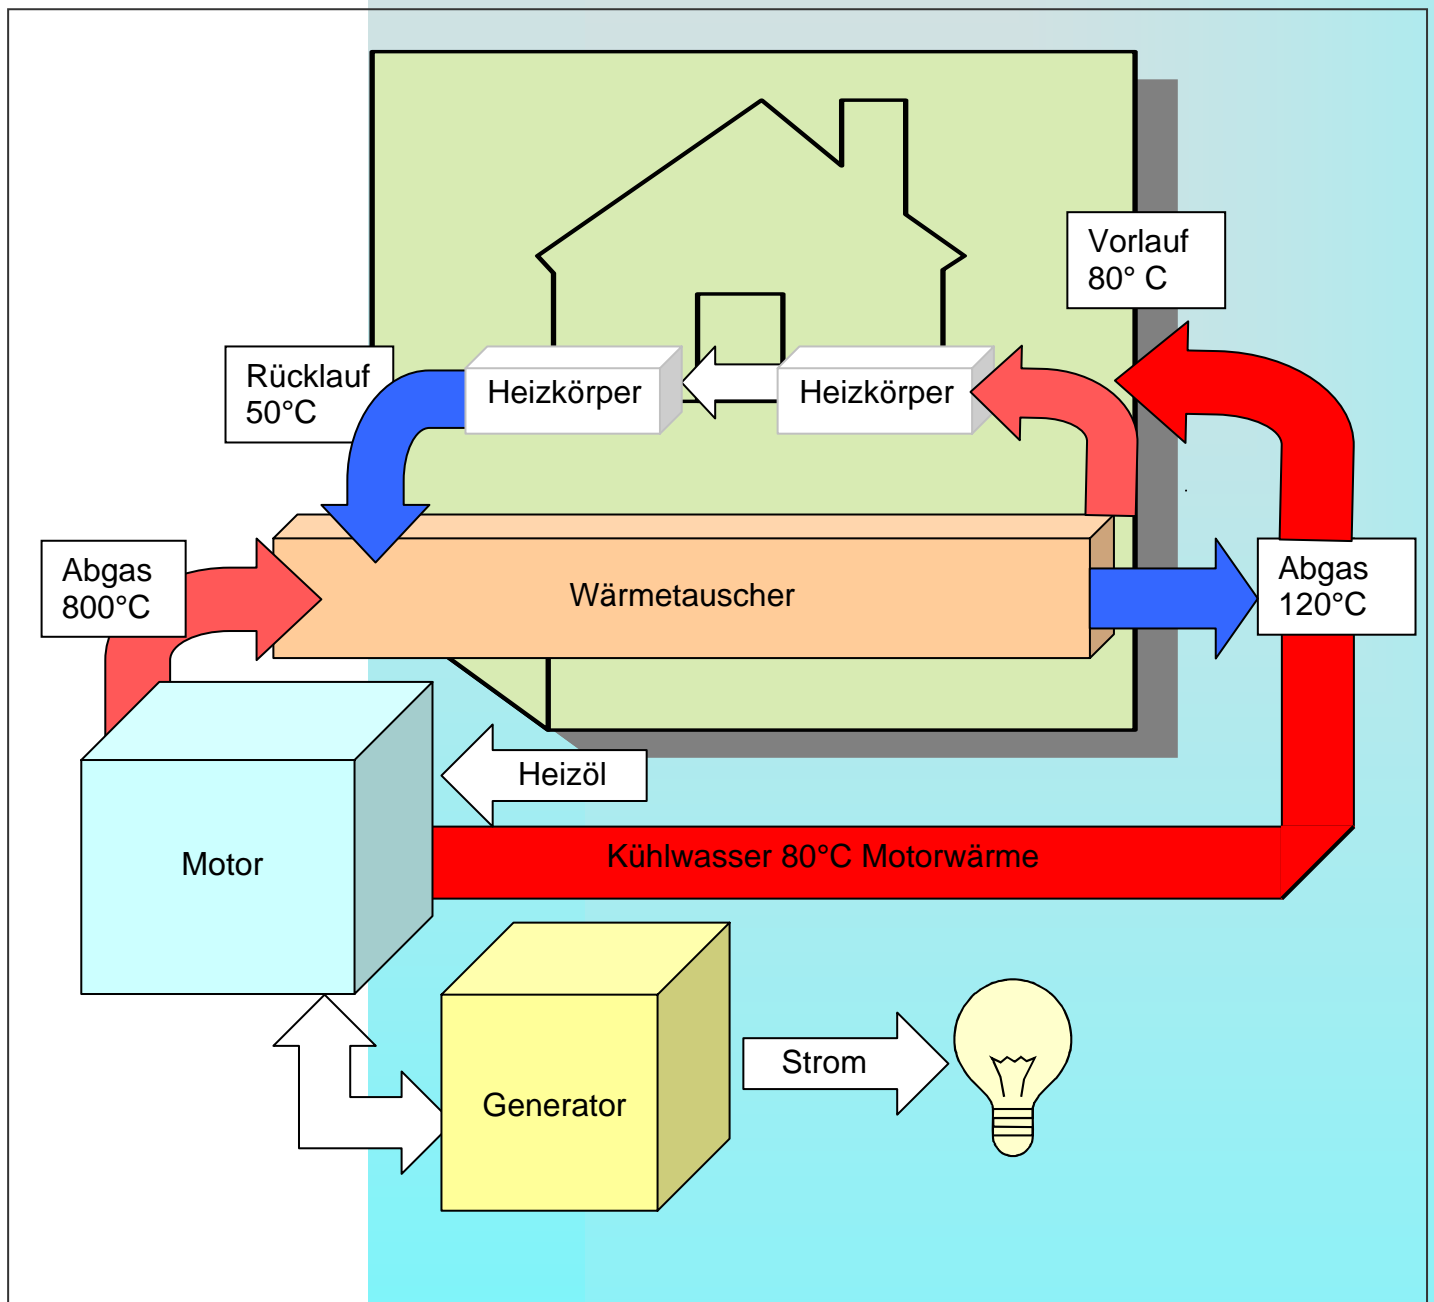 Vorlauf
80° C
Rücklauf
50°C
Heizkörper
Heizkörper
Abgas
800°C
Wärmetauscher
Abgas
120°C
Heizöl
Motor
Kühlwasser 80°C Motorwärme
Strom
Generator